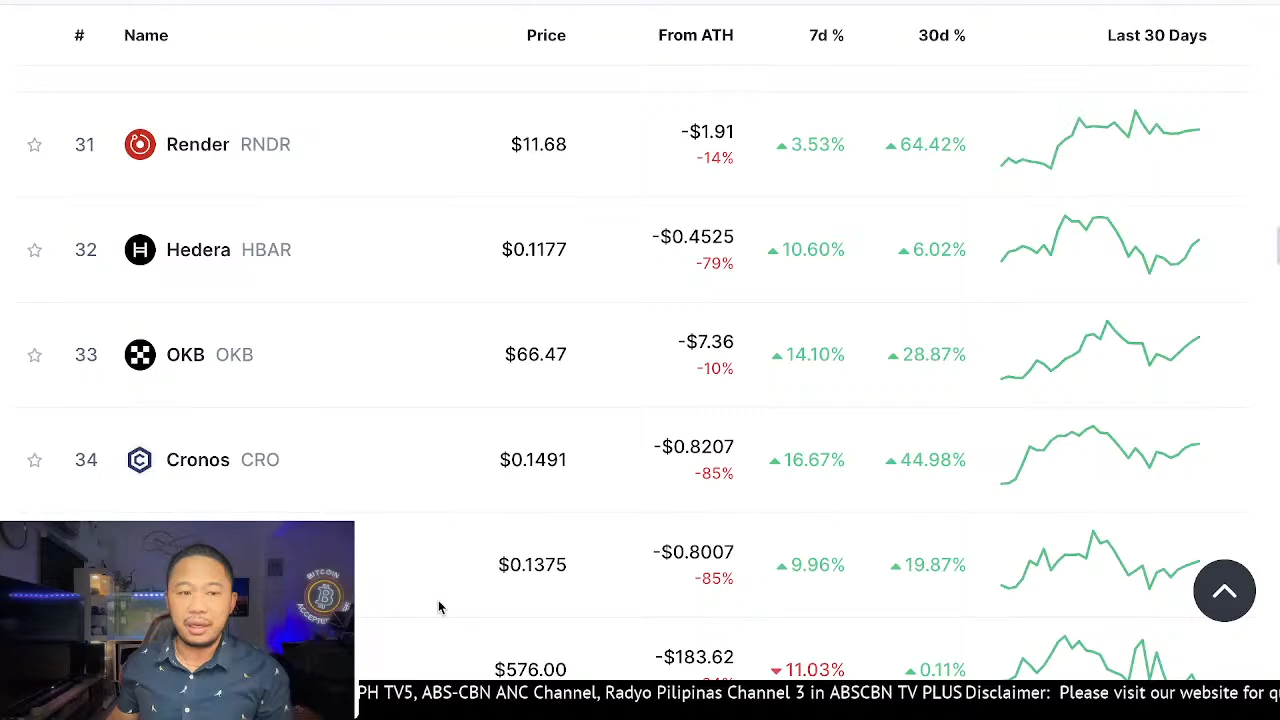 # Name Price From ATH 7d % 30d % Last 30 Days
31 Render RNDR $11.68 -$1.91 3.53% 64.42%
-14%
32 Hedera HBAR $0.1177 -$0.4525 10.60% 6.02%
-79%
33 OKB OKB $66.47 -$7.36 14.10% 28.87%
-10%
34 Cronos CRO $0.1491 -$0.8207 16.67% 44.98%
-85%
$0.1375 -$0.8007 9.96% 19.87%
-85%
$576.00 -$183.62 11.03% 0.11%
BITCOIN
B
ACCEPTED
PH TV5, ABS-CBN ANC Channel, Radyo Pilipinas Channel 3 in ABSCBN TV PLUS Disclaimer: Please visit our website for